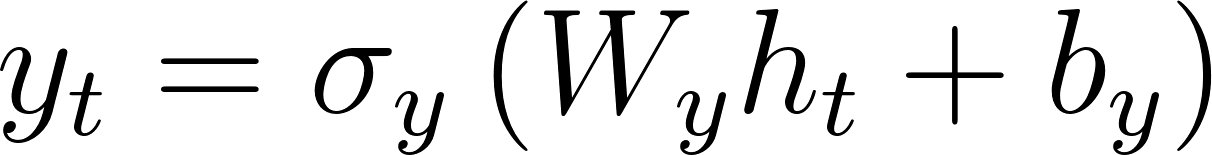 y_t = σ_y (W_y h_t + b_y)